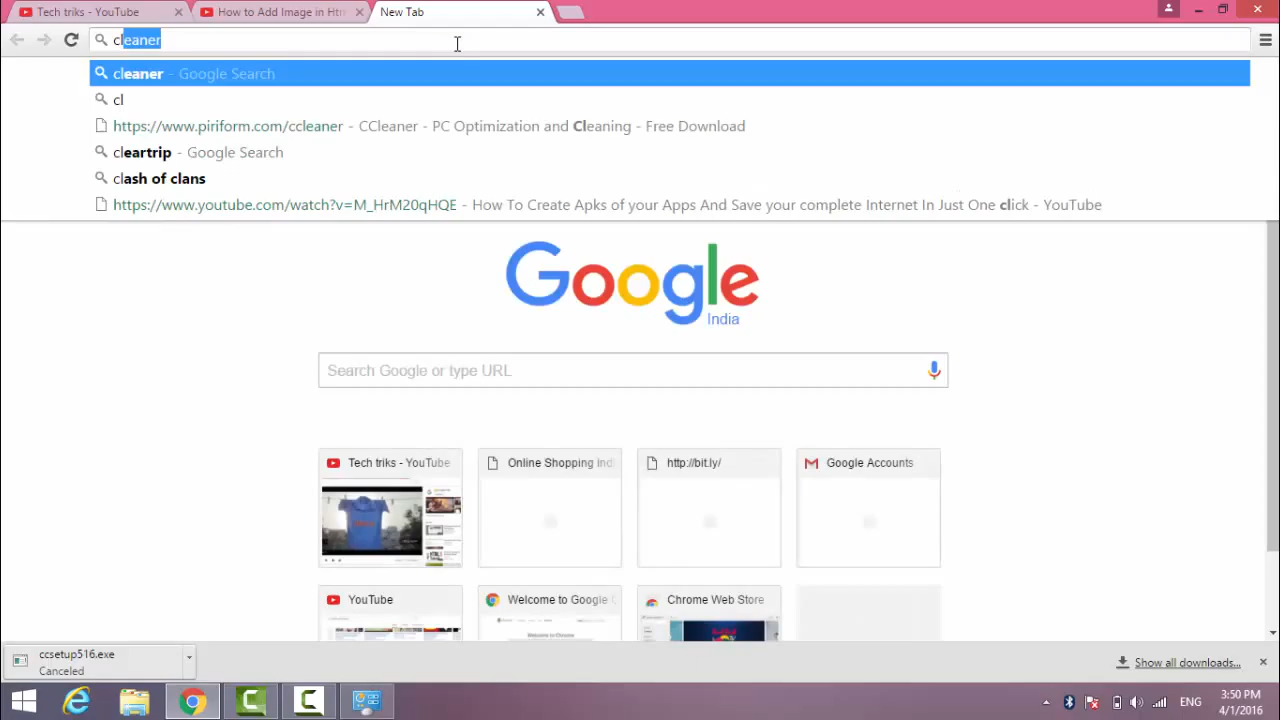 Tech triks - YouTube
How to Add Image in Htm
New Tab
cleaner
cleaner - Google Search
cl
https://www.piriform.com/ccleaner - CCleaner - PC Optimization and Cleaning - Free Download
cleartrip - Google Search
clash of clans
https://www.youtube.com/watch?v=M_HrM20qHQE - How To Create Apks of your Apps And Save your complete Internet In Just One click - YouTube
Google
India
Search Google or type URL
Tech triks - YouTube
Online Shopping Indi
http://bit.ly/
Google Accounts
YouTube
Welcome to Google C
Chrome Web Store
ccsetup516.exe
Canceled
Show all downloads...
ENG
3:50 PM
4/1/2016